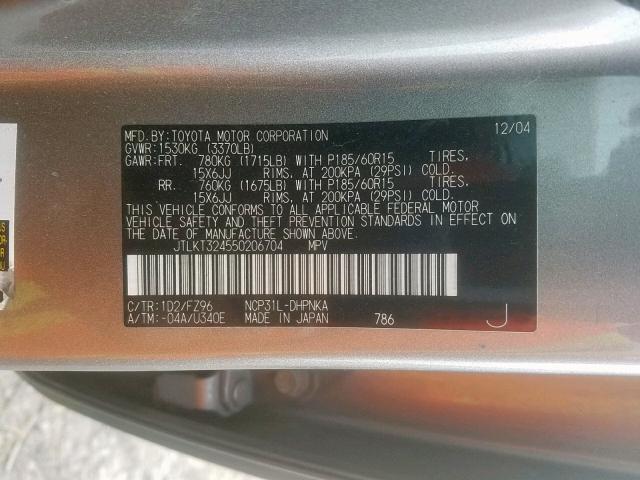 MFD.BY:TOYOTA MOTOR CORPORATION 12/04
GVWR:1530KG (3370LB)
GAWR:FRT. 780KG (1715LB) WITH P185/60R15 TIRES,
15X6JJ RIMS, AT 200KPA (29PSI) COLD.
RR. 760KG (1675LB) WITH P185/60R15 TIRES,
15X6JJ RIMS, AT 200KPA (29PSI) COLD.
THIS VEHICLE CONFORMS TO ALL APPLICABLE FEDERAL MOTOR
VEHICLE SAFETY AND THEFT PREVENTION STANDARDS IN EFFECT ON
THE DATE OF MANUFACTURE SHOWN ABOVE.
JTLKT324550206704 MPV
C/TR:1D2/FZ96 NCP31L-DHPNKA
A/TM:-04A/U340E MADE IN JAPAN 786 J